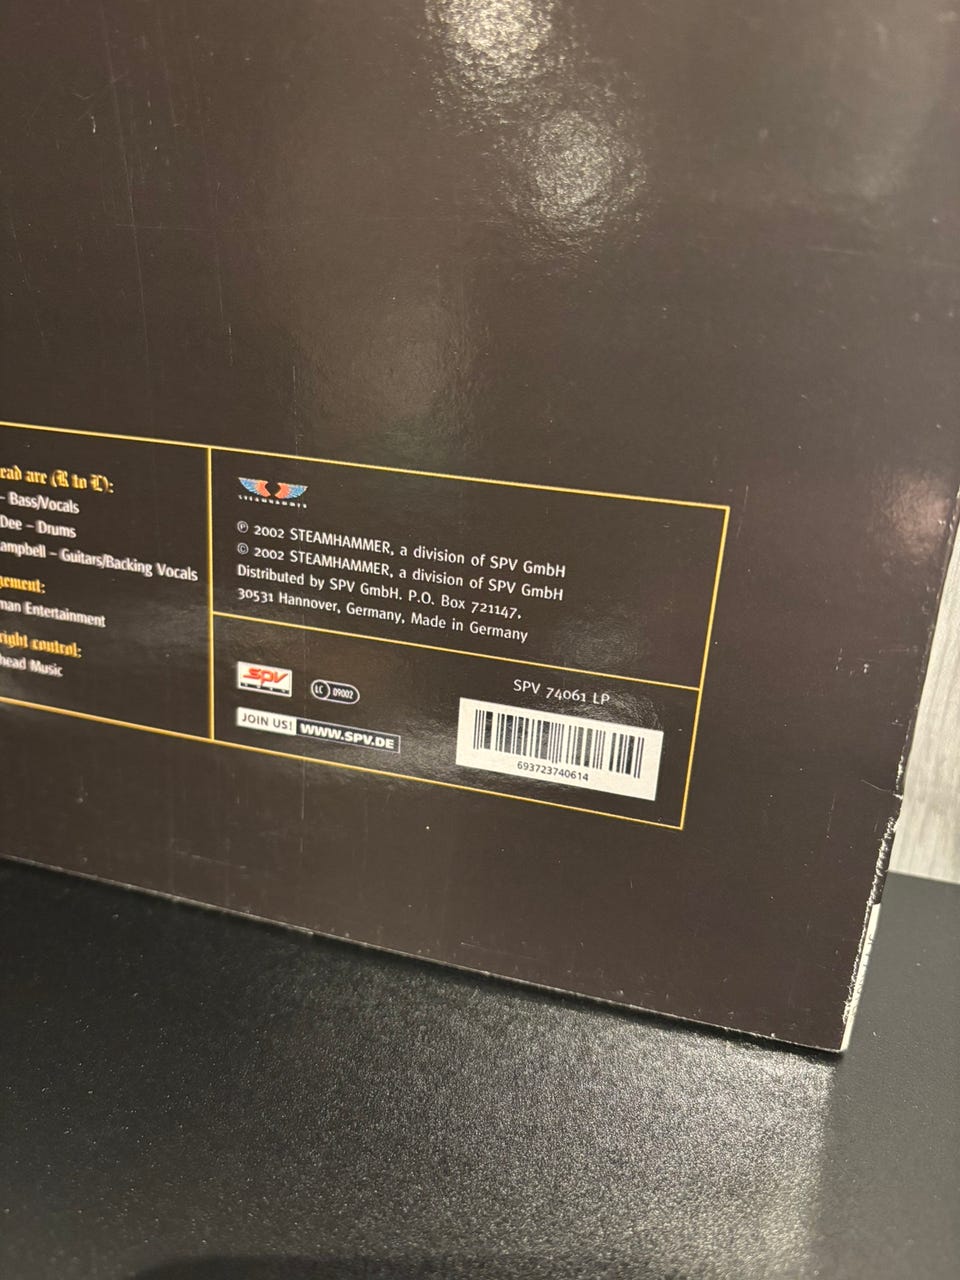 ead are (R to L):
– Bass/Vocals
Dee – Drums
ampbell – Guitars/Backing Vocals
gement:
man Entertainment
right control:
head Music
STEAMHAMMER
℗ 2002 STEAMHAMMER, a division of SPV GmbH
© 2002 STEAMHAMMER, a division of SPV GmbH
Distributed by SPV GmbH. P.O. Box 721147,
30531 Hannover, Germany, Made in Germany
SPV
LC 09002
JOIN US! WWW.SPV.DE
SPV 74061 LP
693723740614